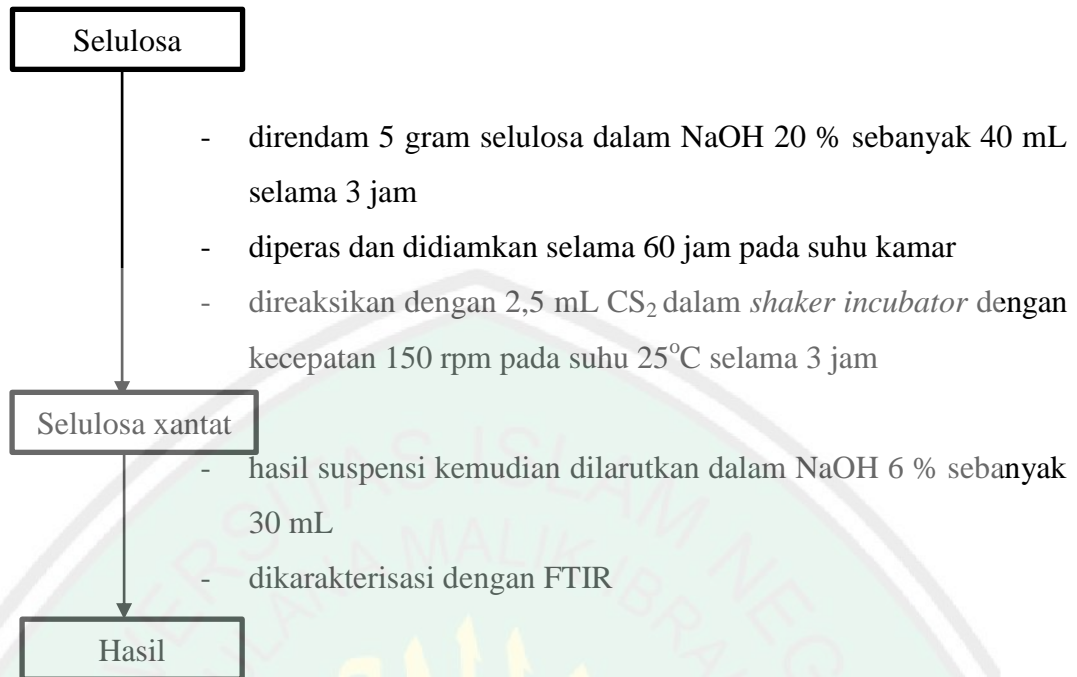 Selulosa
- direndam 5 gram selulosa dalam NaOH 20 % sebanyak 40 mL
selama 3 jam
- diperas dan didiamkan selama 60 jam pada suhu kamar
- direaksikan dengan 2,5 mL CS₂ dalam shaker incubator dengan
kecepatan 150 rpm pada suhu 25°C selama 3 jam
Selulosa xantat
- hasil suspensi kemudian dilarutkan dalam NaOH 6 % sebanyak
30 mL
- dikarakterisasi dengan FTIR
Hasil